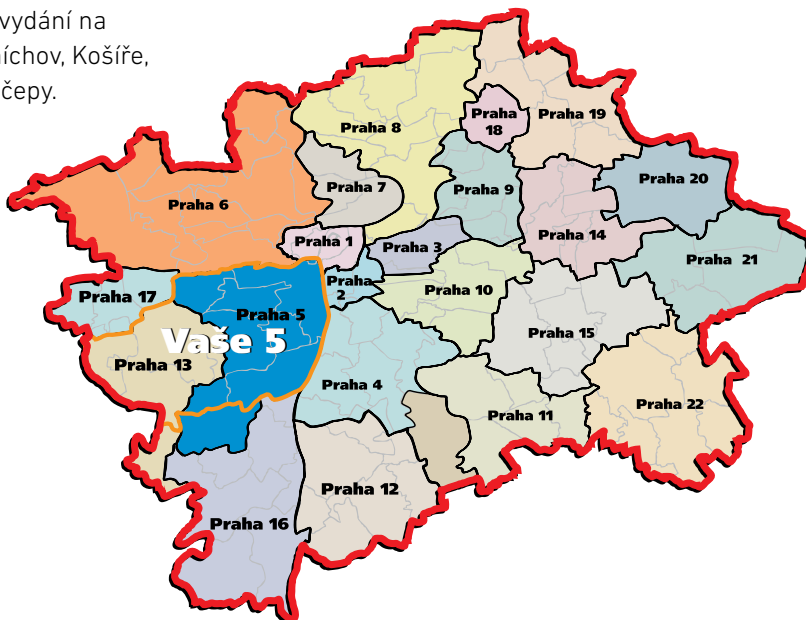 vydání na
íchov, Košíře,
čepy.
Praha 8
Praha 18
Praha 19
Praha 7
Praha 9
Praha 20
Praha 6
Praha 1
Praha 3
Praha 14
Praha 21
Praha 17
Praha 2
Praha 10
Praha 5
Praha 15
Vaše 5
Praha 13
Praha 4
Praha 22
Praha 11
Praha 12
Praha 16